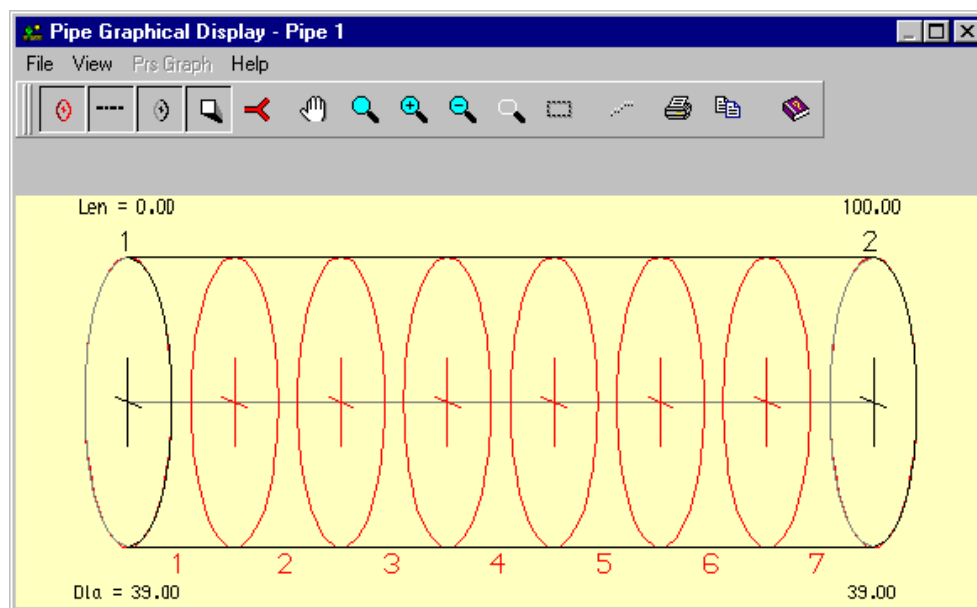 Pipe Graphical Display - Pipe 1
File View Prs Graph Help
Len = 0.00 100.00
1 2
1 2 3 4 5 6 7
Dia = 39.00 39.00